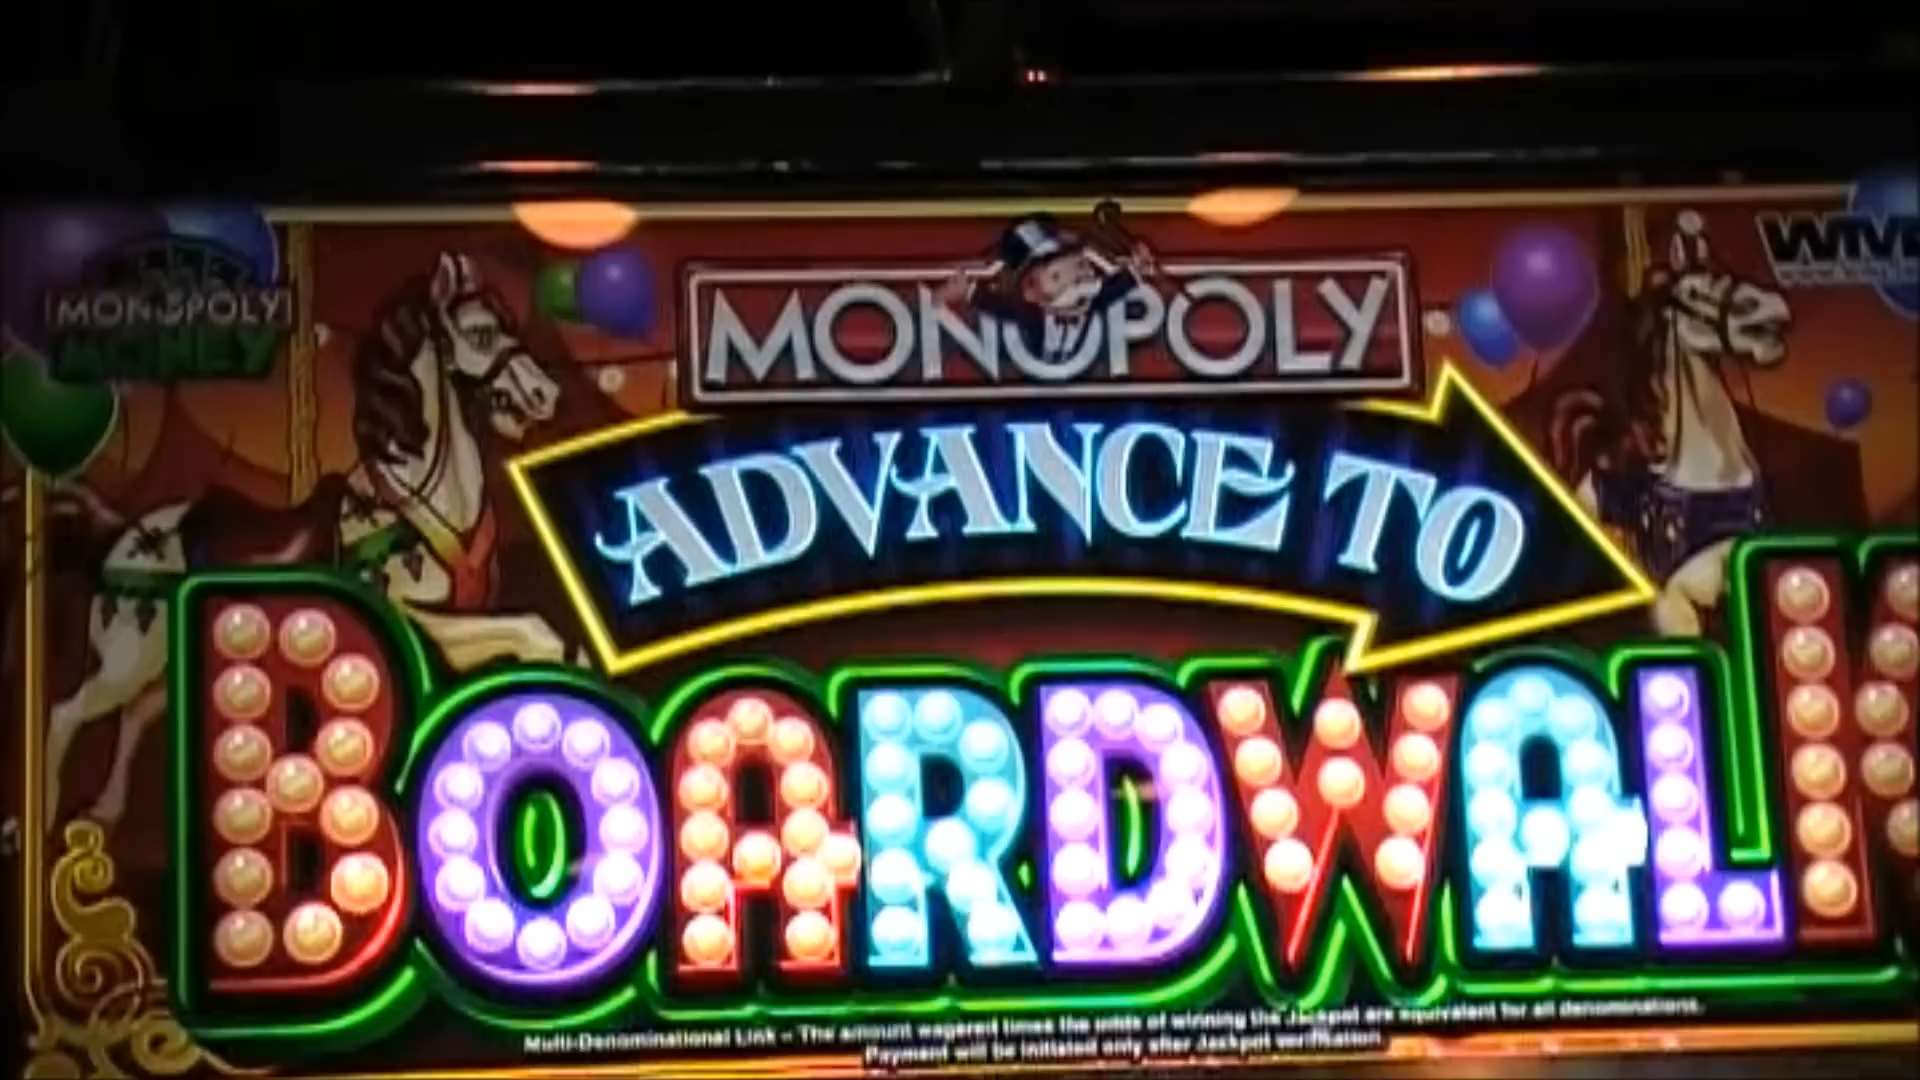 MONOPOLY
MONEY
MONOPOLY
ADVANCE TO
BOARDWALK
Multi-Denominational Link – The amount wagered times the odds of winning the Jackpot are equivalent for all denominations.
Payment will be initiated only after Jackpot verification.